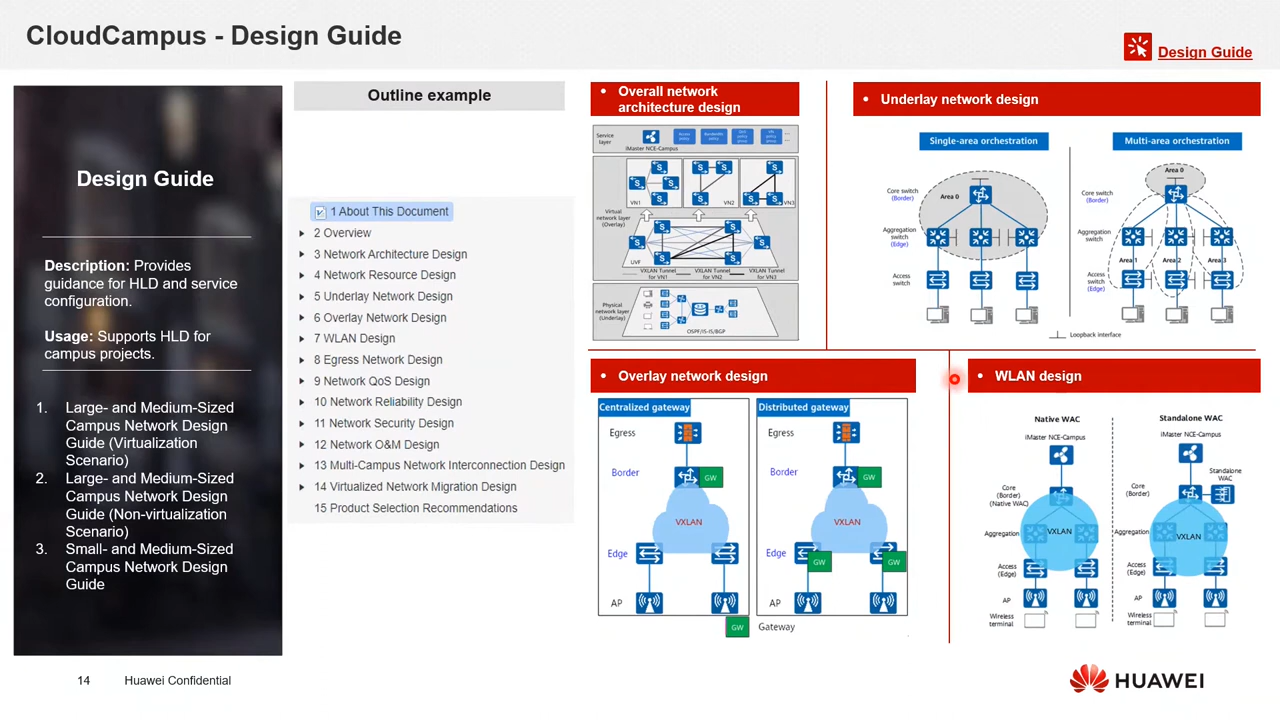 CloudCampus - Design Guide
Design Guide
Design Guide
Description: Provides
guidance for HLD and service
configuration.
Usage: Supports HLD for
campus projects.
1. Large- and Medium-Sized
Campus Network Design
Guide (Virtualization
Scenario)
2. Large- and Medium-Sized
Campus Network Design
Guide (Non-virtualization
Scenario)
3. Small- and Medium-Sized
Campus Network Design
Guide
Outline example
1 About This Document
2 Overview
3 Network Architecture Design
4 Network Resource Design
5 Underlay Network Design
6 Overlay Network Design
7 WLAN Design
8 Egress Network Design
9 Network QoS Design
10 Network Reliability Design
11 Network Security Design
12 Network O&M Design
13 Multi-Campus Network Interconnection Design
14 Virtualized Network Migration Design
15 Product Selection Recommendations
• Overall network
architecture design
Service
layer
iMaster NCE-Campus
Access
policy
Bandwidth
policy
VN1
VN2
VN3
Virtual
network layer
(Overlay)
UVF
VXLAN Tunnel
for VN1
VXLAN Tunnel
for VN2
VXLAN Tunnel
for VN3
Physical
network layer
(Underlay)
OSPF/IS-IS/BGP
• Underlay network design
Single-area orchestration
Core switch
(Border)
Area 0
Aggregation
switch
(Edge)
Access
switch
Multi-area orchestration
Area 0
Core switch
(Border)
Aggregation
switch
Area 1
Area 2
Area 3
Access
switch
(Edge)
Loopback interface
• Overlay network design
Centralized gateway
Egress
Border
GW
VXLAN
Edge
AP
Distributed gateway
Egress
Border
GW
VXLAN
Edge
GW
GW
AP
GW Gateway
• WLAN design
Native WAC
iMaster NCE-Campus
Core
(Border)
(Native WAC)
VXLAN
Aggregation
Access
(Edge)
AP
Wireless
terminal
Standalone WAC
iMaster NCE-Campus
Standalone
WAC
Core
(Border)
VXLAN
Aggregation
Access
(Edge)
AP
Wireless
terminal
14 Huawei Confidential
HUAWEI